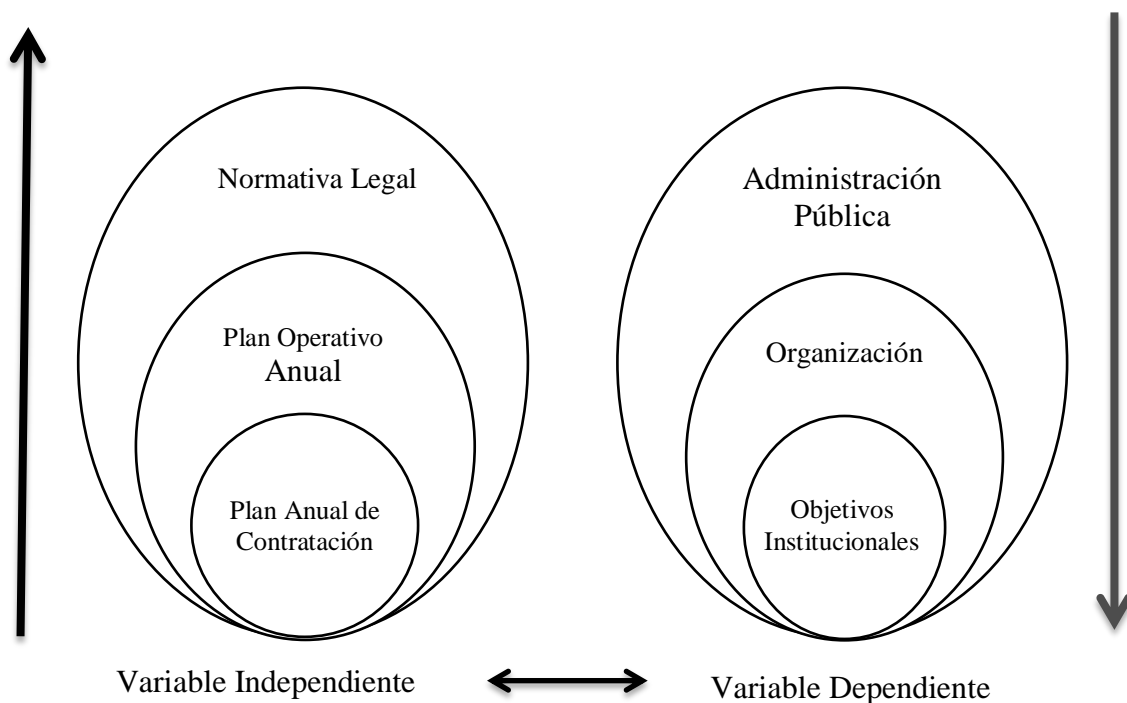 Normativa Legal
Plan Operativo
Anual
Plan Anual de
Contratación
Variable Independiente
Administración
Pública
Organización
Objetivos
Institucionales
Variable Dependiente